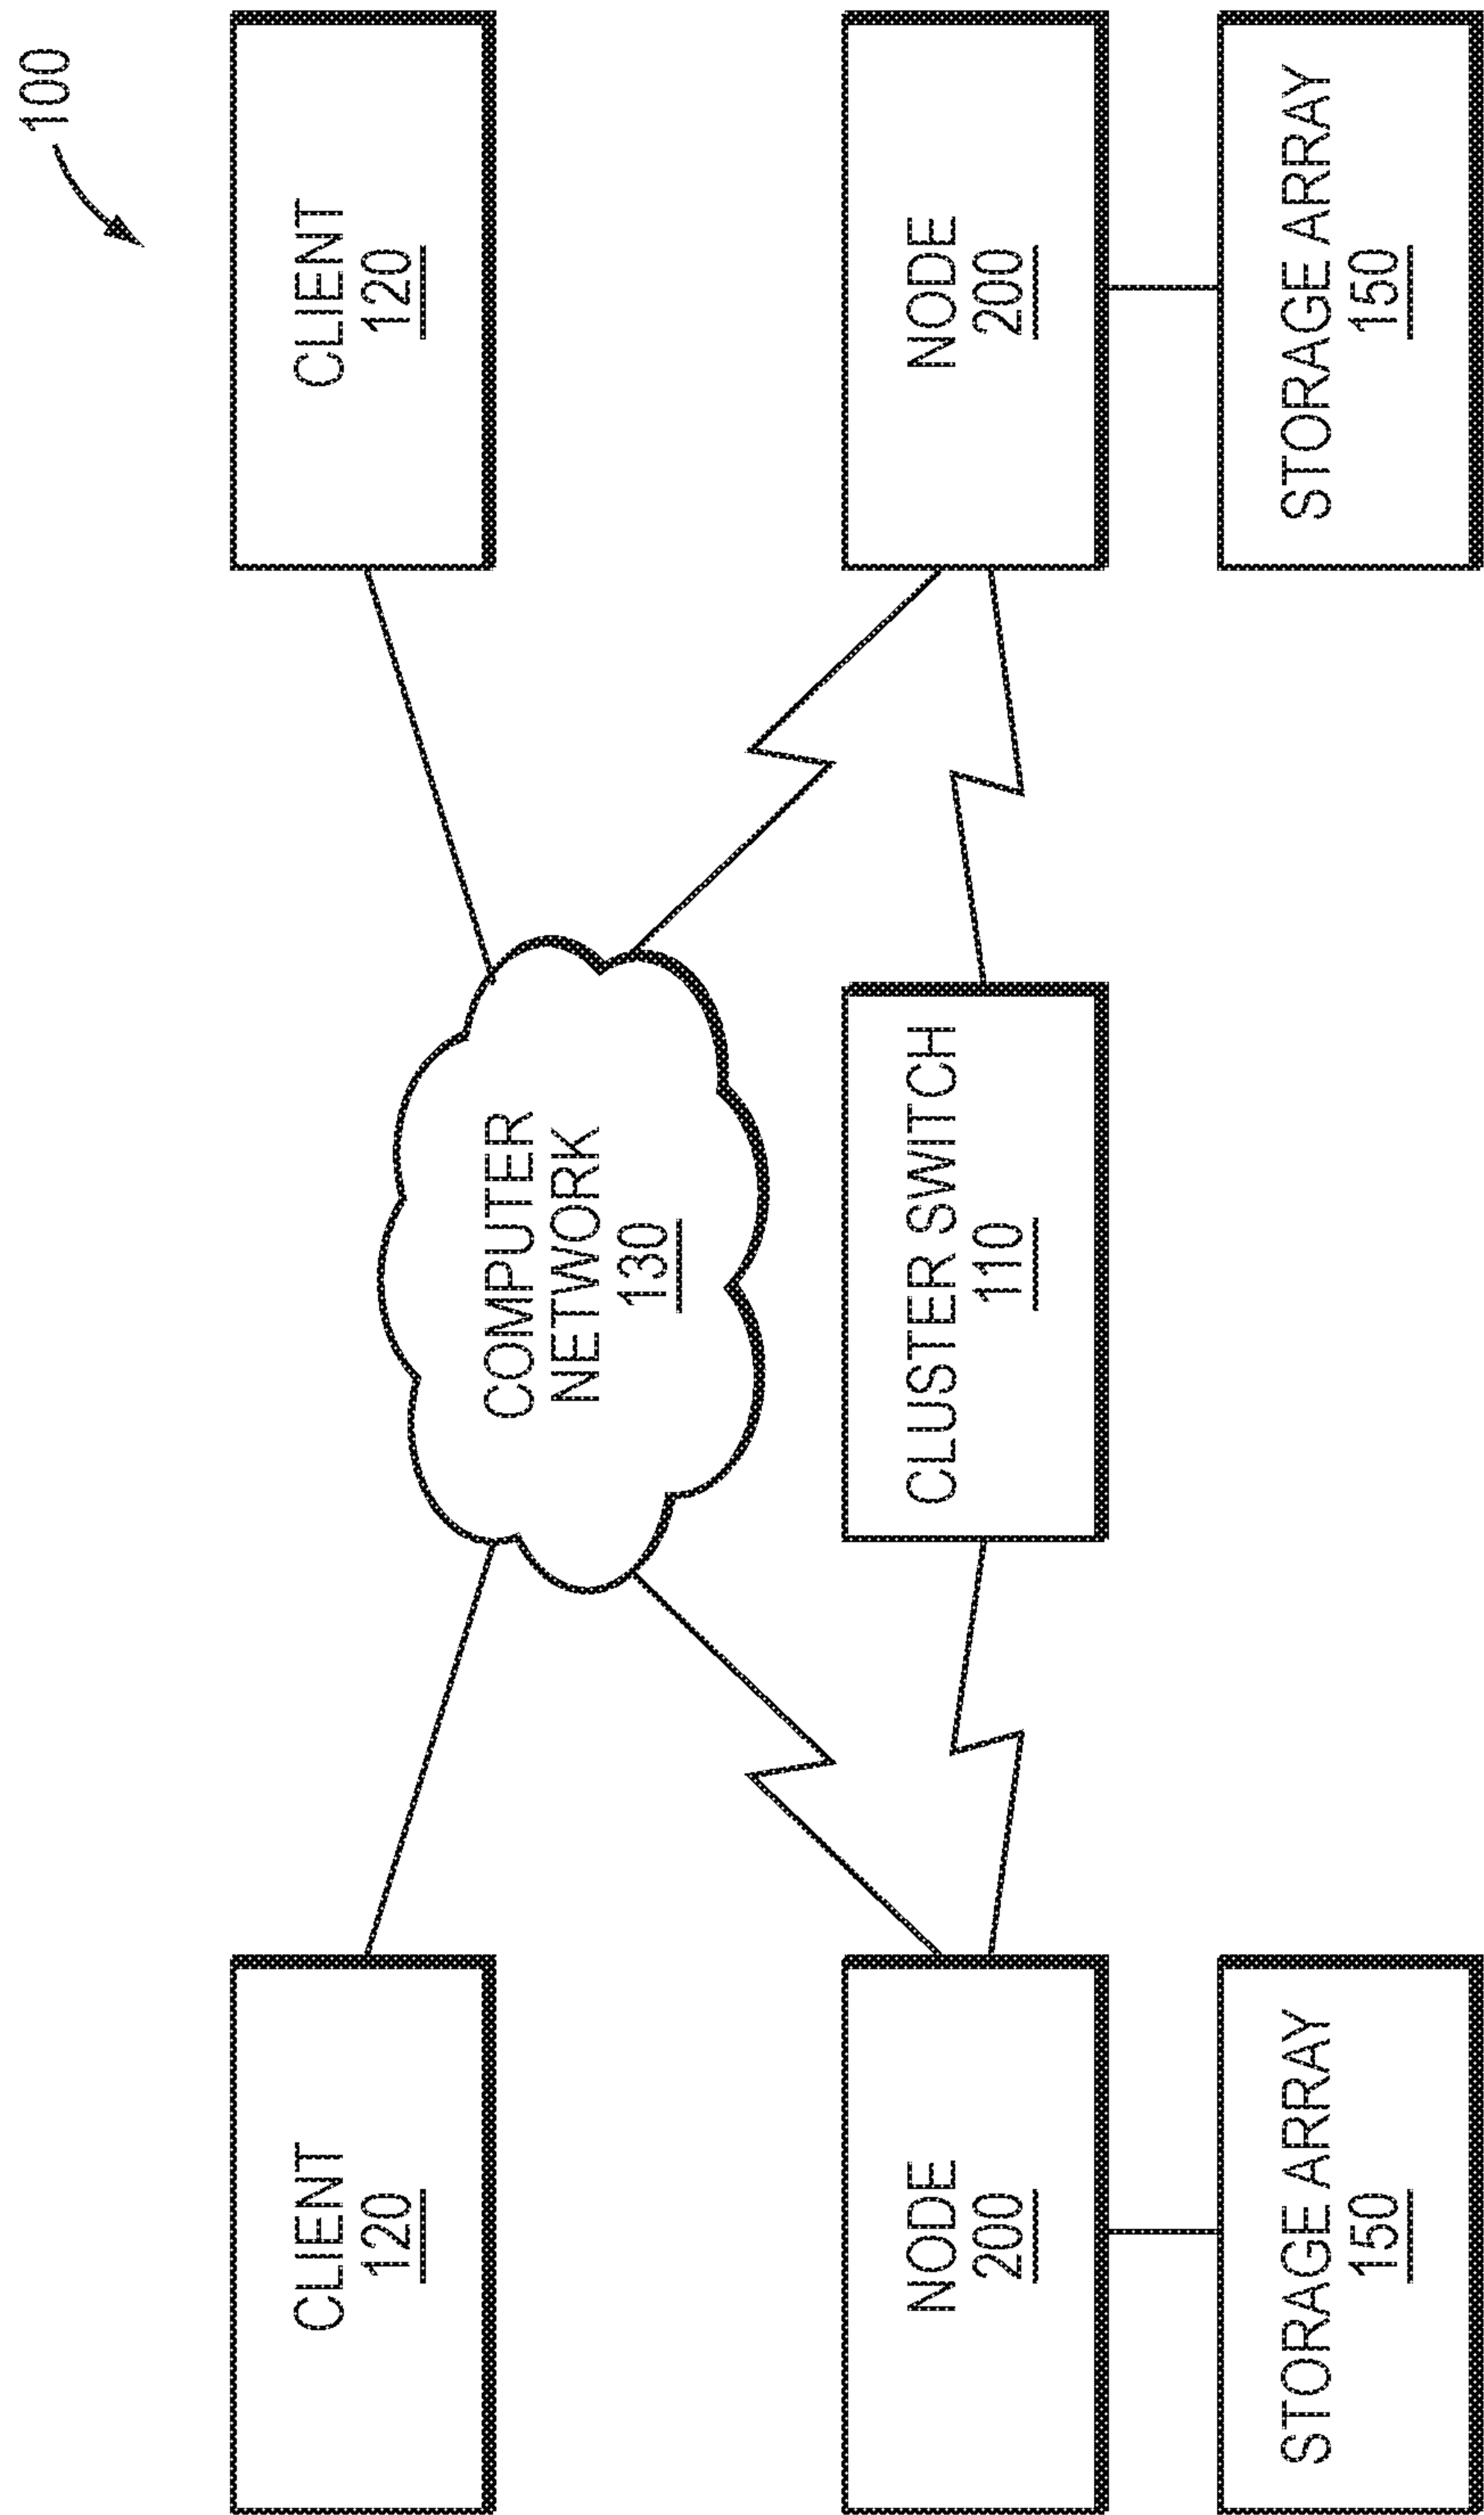 100
CLIENT
120
CLIENT
120
COMPUTER
NETWORK
130
NODE
200
CLUSTER SWITCH
110
NODE
200
STORAGE ARRAY
150
STORAGE ARRAY
150